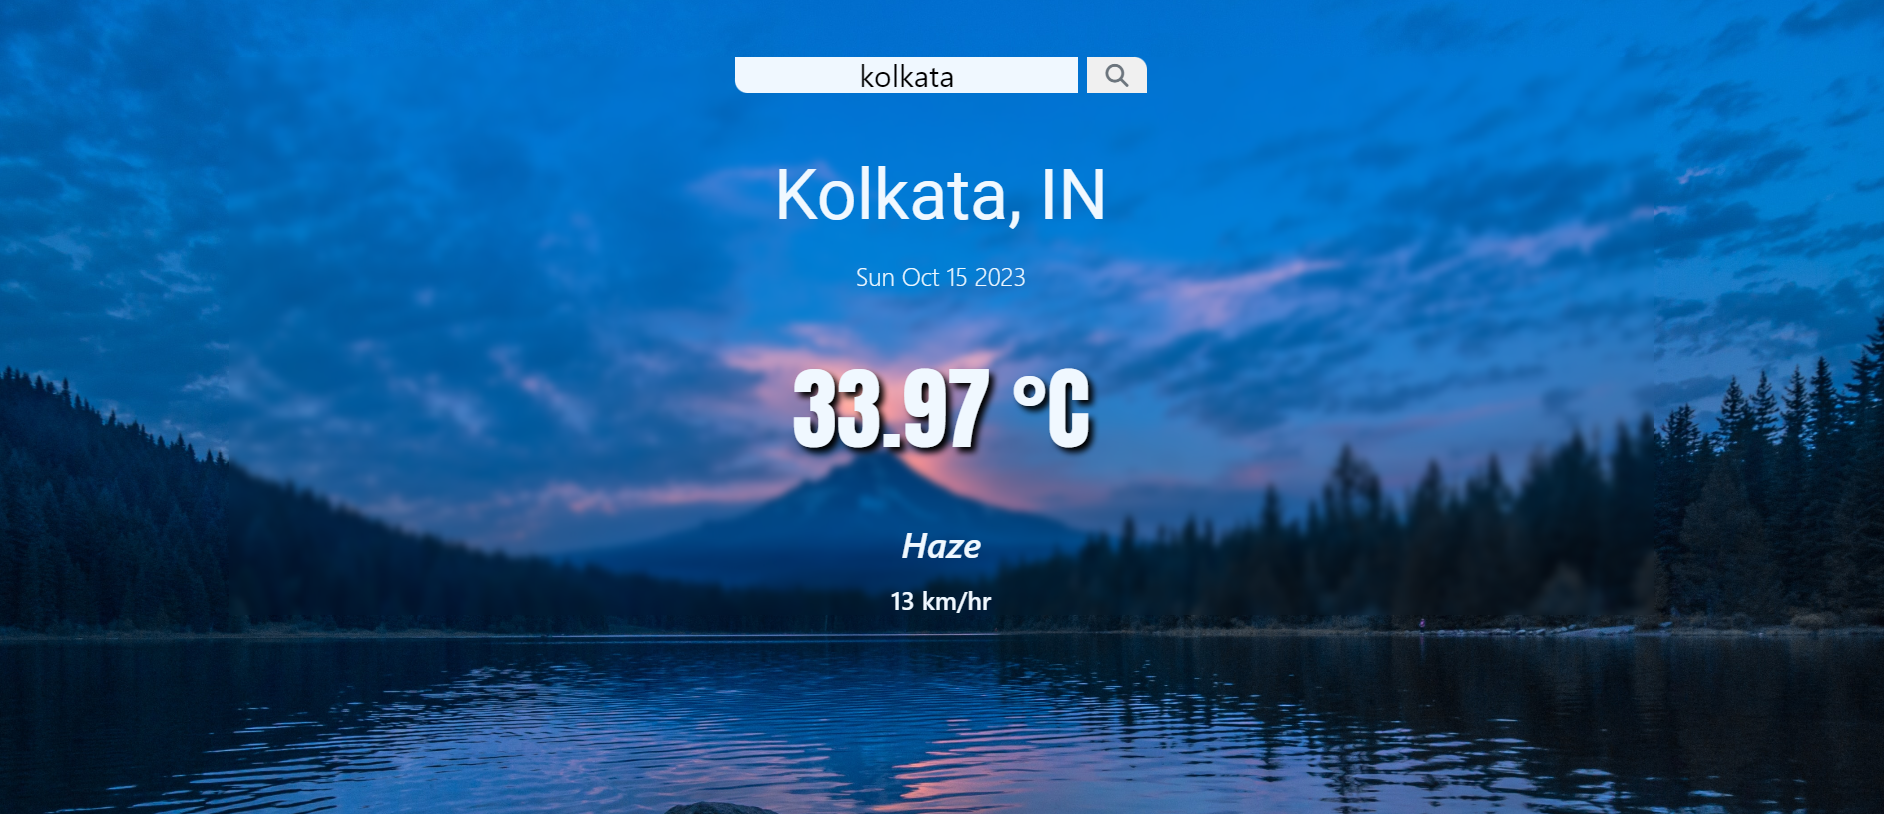 kolkata
Kolkata, IN
Sun Oct 15 2023
33.97 °C
Haze
13 km/hr